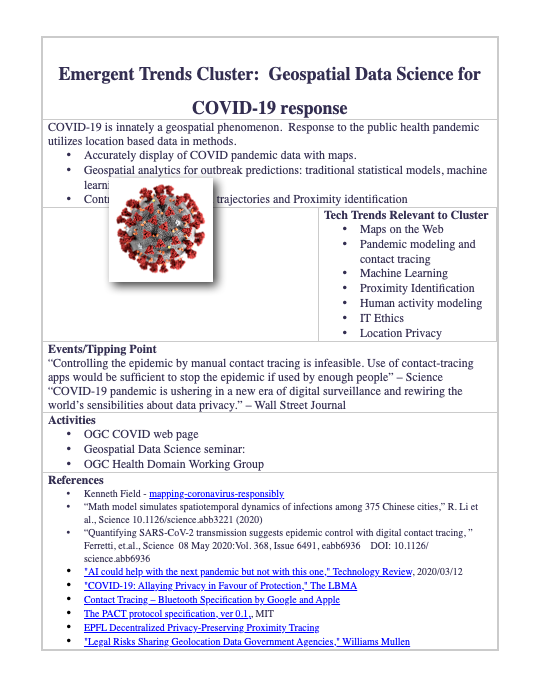 Emergent Trends Cluster:  Geospatial Data Science for
COVID-19 response
COVID-19 is innately a geospatial phenomenon.  Response to the public health pandemic
utilizes location based data in methods.
• Accurately display of COVID pandemic data with maps.
• Geospatial analytics for outbreak predictions: traditional statistical models, machine
• trajectories and Proximity identification
Tech Trends Relevant to Cluster
• Maps on the Web
• Pandemic modeling and
contact tracing
• Machine Learning
• Proximity Identification
• Human activity modeling
• IT Ethics
• Location Privacy
Events/Tipping Point
“Controlling the epidemic by manual contact tracing is infeasible. Use of contact-tracing
apps would be sufficient to stop the epidemic if used by enough people” – Science
“COVID-19 pandemic is ushering in a new era of digital surveillance and rewiring the
world’s sensibilities about data privacy.” – Wall Street Journal
Activities
• OGC COVID web page
• Geospatial Data Science seminar:
• OGC Health Domain Working Group
References
• Kenneth Field - mapping-coronavirus-responsibly
• “Math model simulates spatiotemporal dynamics of infections among 375 Chinese cities,” R. Li et
al., Science 10.1126/science.abb3221 (2020)
• “Quantifying SARS-CoV-2 transmission suggests epidemic control with digital contact tracing, ”
Ferretti, et.al., Science  08 May 2020:Vol. 368, Issue 6491, eabb6936    DOI: 10.1126/
science.abb6936
• "AI could help with the next pandemic but not with this one," Technology Review, 2020/03/12
• "COVID-19: Allaying Privacy in Favour of Protection," The LBMA
• Contact Tracing – Bluetooth Specification by Google and Apple
• The PACT protocol specification, ver 0.1,, MIT
• EPFL Decentralized Privacy-Preserving Proximity Tracing
• "Legal Risks Sharing Geolocation Data Government Agencies," Williams Mullen